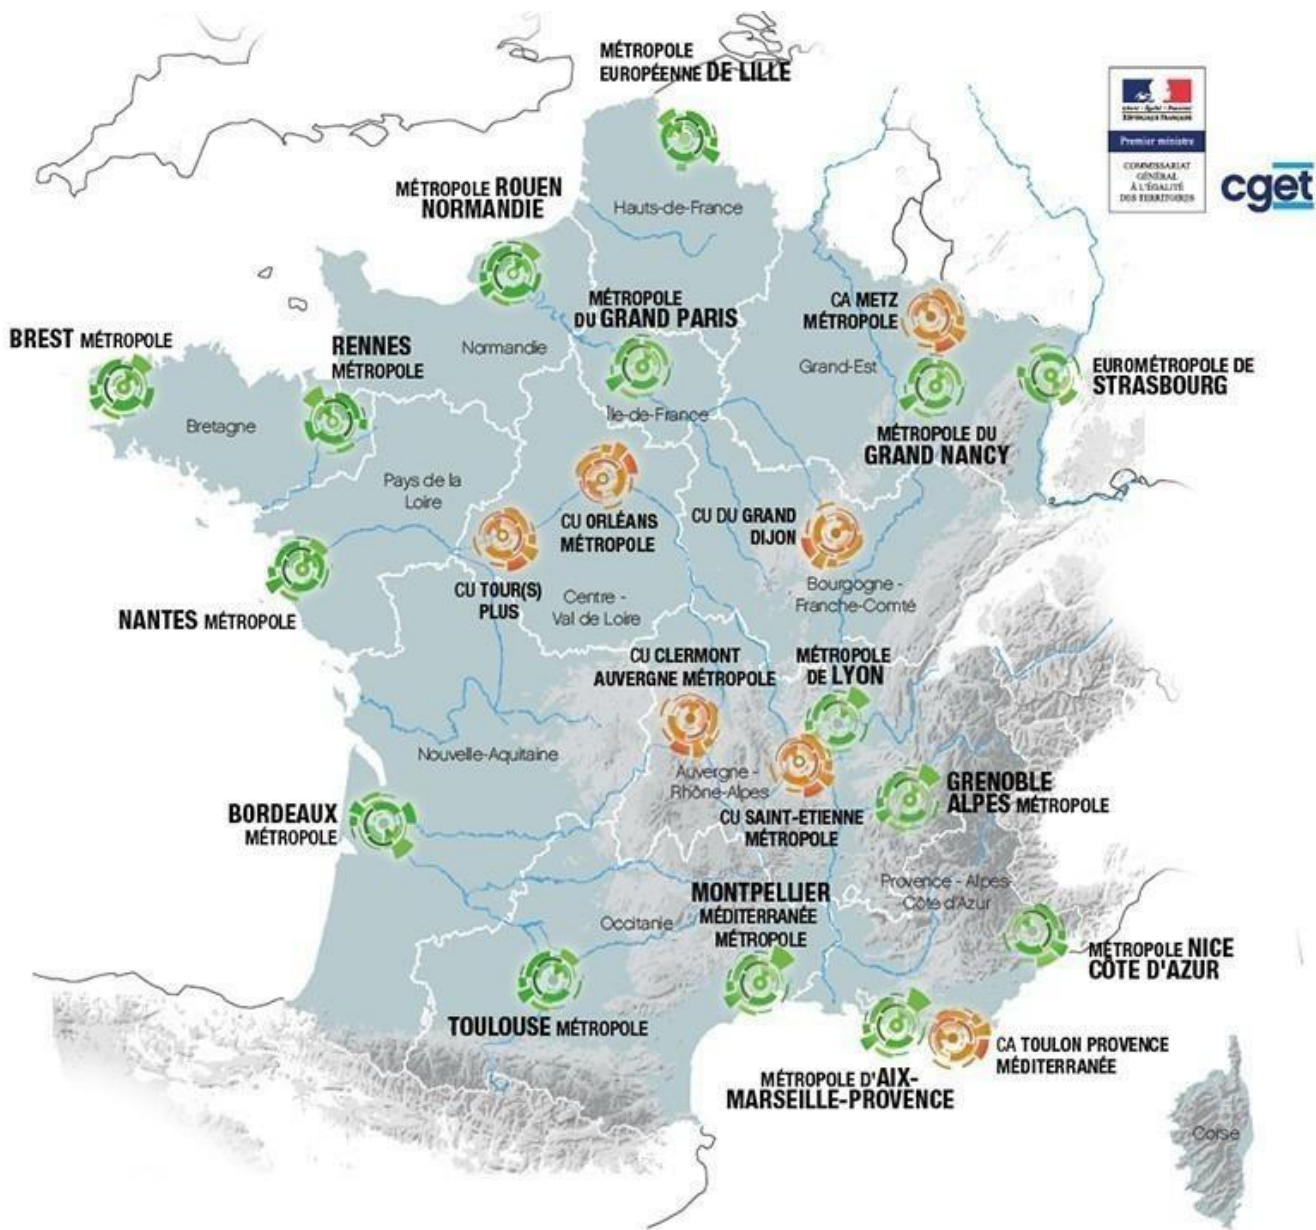 MÉTROPOLE
EUROPÉENNE DE LILLE
Liberté • Égalité • Fraternité
RÉPUBLIQUE FRANÇAISE
Premier ministre
COMMISSARIAT
GÉNÉRAL
À L'ÉGALITÉ
DES TERRITOIRES
cget
MÉTROPOLE ROUEN
NORMANDIE
Hauts-de-France
MÉTROPOLE
DU GRAND PARIS
CA METZ
MÉTROPOLE
BREST MÉTROPOLE
RENNES
MÉTROPOLE
Normandie
Grand-Est
EUROMÉTROPOLE DE
STRASBOURG
Bretagne
Île-de-France
MÉTROPOLE DU
GRAND NANCY
Pays de la
Loire
CU ORLÉANS
MÉTROPOLE
CU DU GRAND
DIJON
CU TOUR(S)
PLUS
Centre -
Val de Loire
Bourgogne -
Franche-Comté
NANTES MÉTROPOLE
CU CLERMONT
AUVERGNE MÉTROPOLE
MÉTROPOLE
DE LYON
Nouvelle-Aquitaine
Auvergne -
Rhône-Alpes
GRENOBLE
ALPES MÉTROPOLE
BORDEAUX
MÉTROPOLE
CU SAINT-ETIENNE
MÉTROPOLE
Provence - Alpes-
Côte d'Azur
MONTPELLIER
MÉDITERRANÉE
MÉTROPOLE
Occitanie
MÉTROPOLE NICE
CÔTE D'AZUR
TOULOUSE MÉTROPOLE
CA TOULON PROVENCE
MÉDITERRANÉE
MÉTROPOLE D'AIX-
MARSEILLE-PROVENCE
Corse